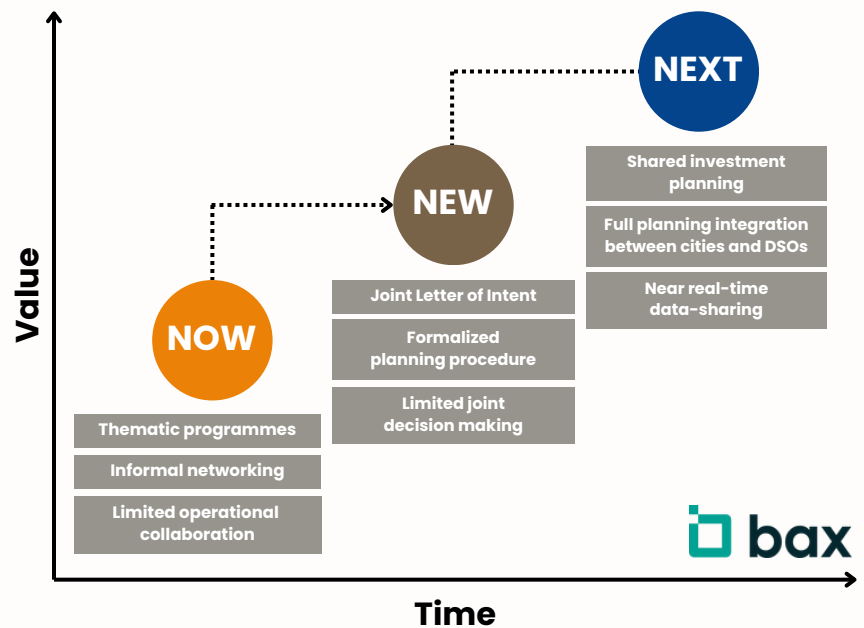 NEXT
Shared investment
planning
Full planning integration
between cities and DSOs
Near real-time
data-sharing
NEW
Joint Letter of Intent
Formalized
planning procedure
Limited joint
decision making
NOW
Thematic programmes
Informal networking
Limited operational
collaboration
Value
Time
bax